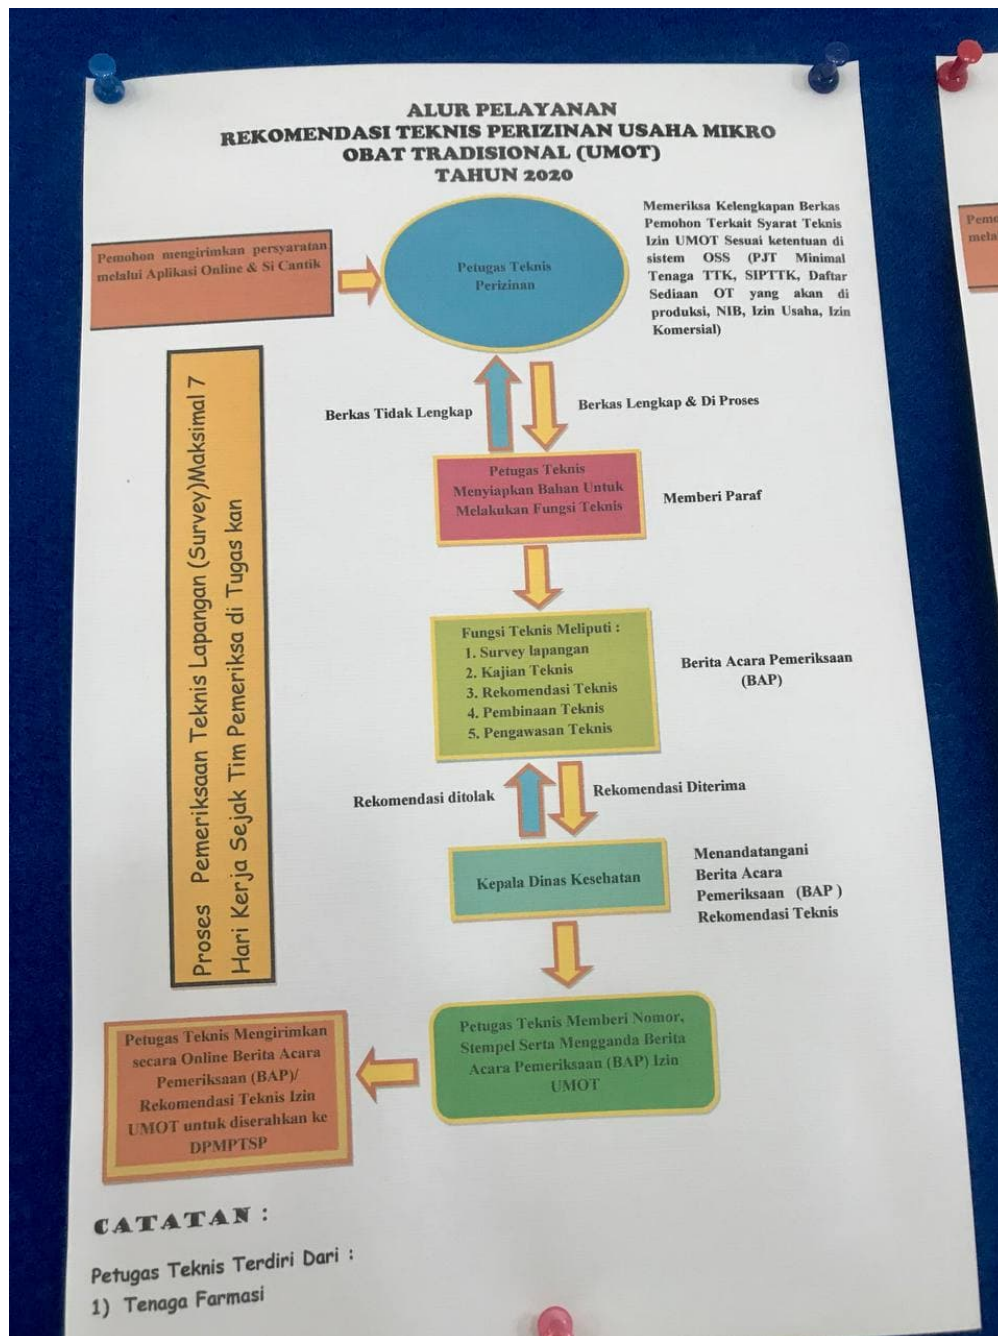 ALUR PELAYANAN
REKOMENDASI TEKNIS PERIZINAN USAHA MIKRO
OBAT TRADISIONAL (UMOT)
TAHUN 2020
Pemohon mengirimkan persyaratan
melalui Aplikasi Online & Si Cantik
Petugas Teknis
Perizinan
Memeriksa Kelengkapan Berkas
Pemohon Terkait Syarat Teknis
Izin UMOT Sesuai ketentuan di
sistem OSS (PJT Minimal
Tenaga TTK, SIPTTK, Daftar
Sediaan OT yang akan di
produksi, NIB, Izin Usaha, Izin
Komersial)
Berkas Tidak Lengkap
Berkas Lengkap & Di Proses
Petugas Teknis
Menyiapkan Bahan Untuk
Melakukan Fungsi Teknis
Memberi Paraf
Proses Pemeriksaan Teknis Lapangan (Survey)Maksimal 7
Hari Kerja Sejak Tim Pemeriksa di Tugas kan
Fungsi Teknis Meliputi :
1. Survey lapangan
2. Kajian Teknis
3. Rekomendasi Teknis
4. Pembinaan Teknis
5. Pengawasan Teknis
Berita Acara Pemeriksaan
(BAP)
Rekomendasi ditolak
Rekomendasi Diterima
Kepala Dinas Kesehatan
Menandatangani
Berita Acara
Pemeriksaan (BAP )
Rekomendasi Teknis
Petugas Teknis Memberi Nomor,
Stempel Serta Mengganda Berita
Acara Pemeriksaan (BAP) Izin
UMOT
Petugas Teknis Mengirimkan
secara Online Berita Acara
Pemeriksaan (BAP)/
Rekomendasi Teknis Izin
UMOT untuk diserahkan ke
DPMPTSP
CATATAN :
Petugas Teknis Terdiri Dari :
1) Tenaga Farmasi